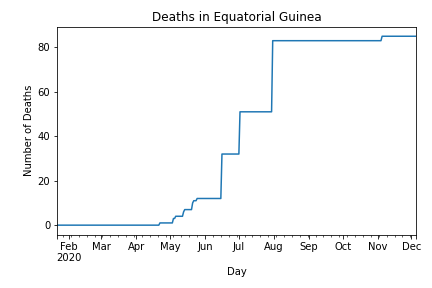 Deaths in Equatorial Guinea
Number of Deaths
80
60
40
20
0
Feb Mar Apr May Jun Jul Aug Sep Oct Nov Dec
2020
Day